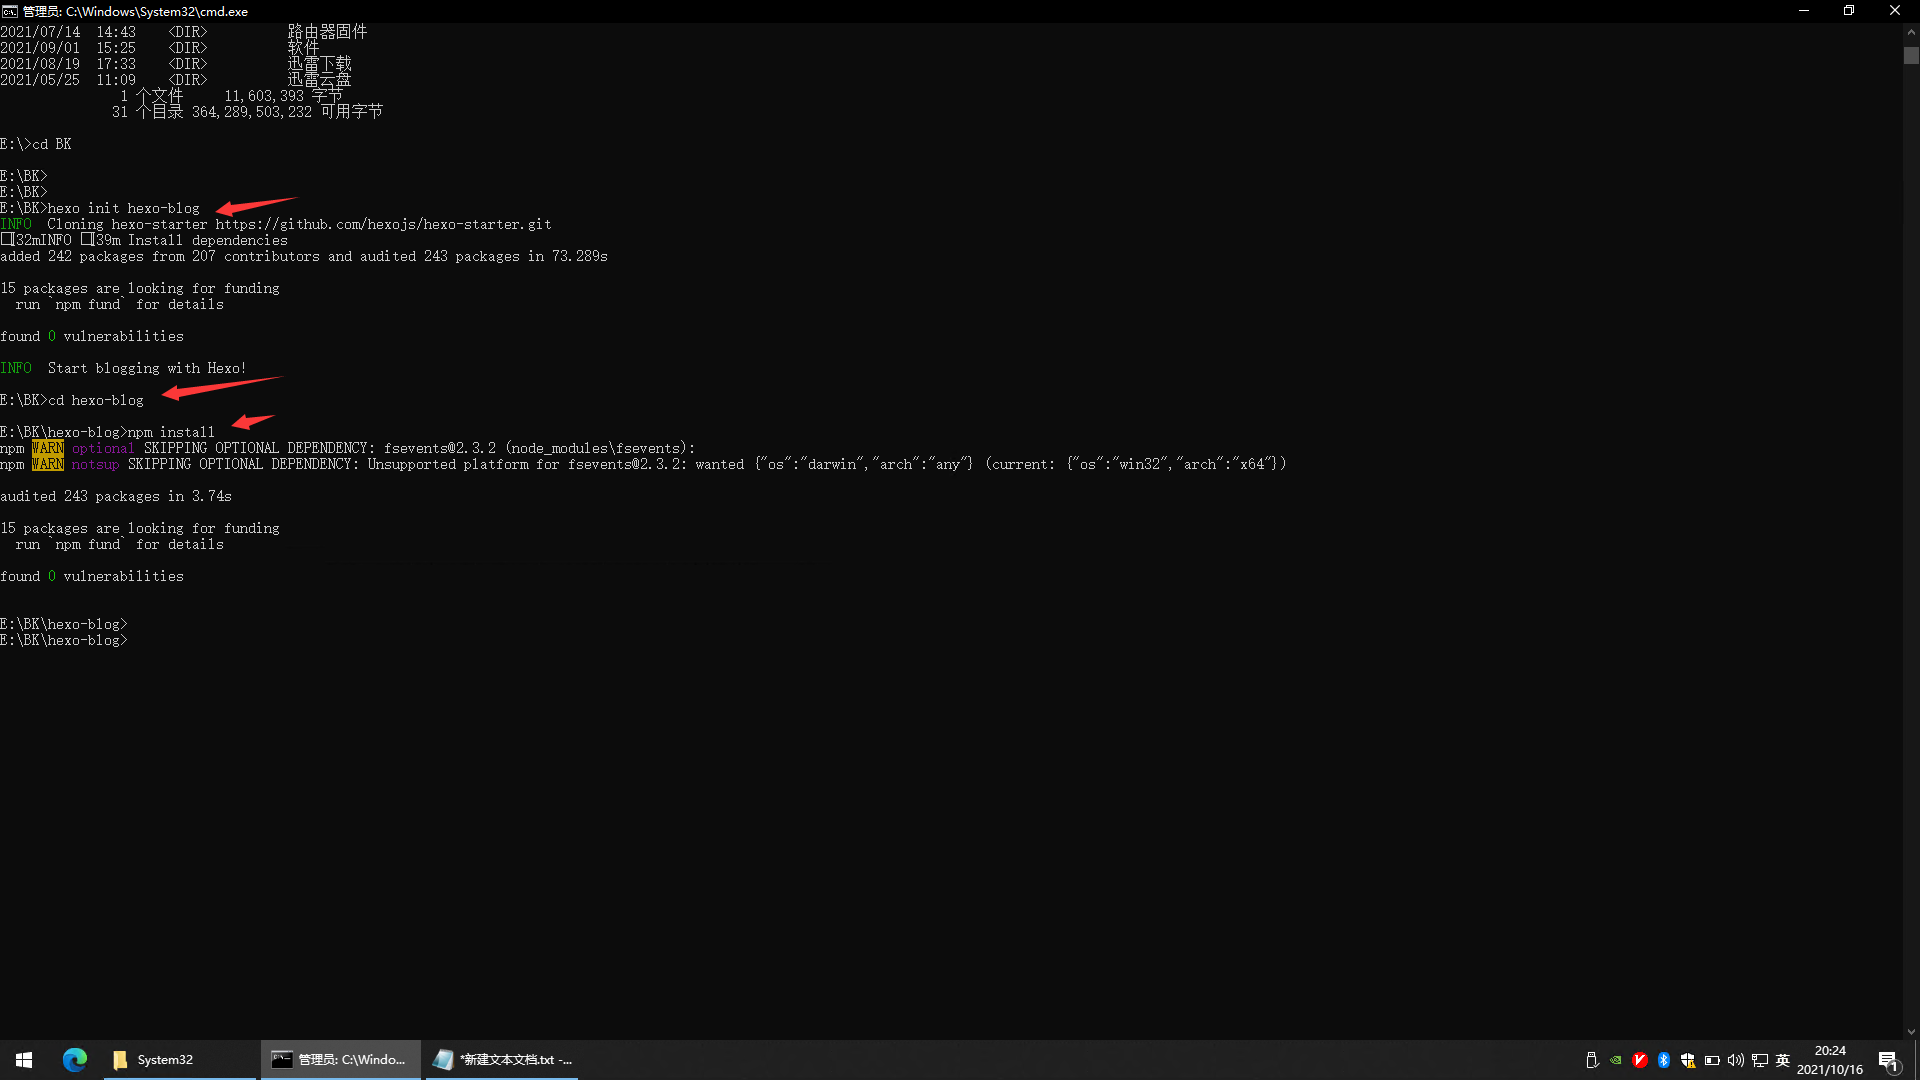 管理员: C:\Windows\System32\cmd.exe
2021/07/14  14:43    <DIR>          路由器固件
2021/09/01  15:25    <DIR>          软件
2021/08/19  17:33    <DIR>          迅雷下载
2021/05/25  11:09    <DIR>          迅雷云盘
1 个文件     11,603,393 字节
31 个目录 364,289,503,232 可用字节
E:\>cd BK
E:\BK>
E:\BK>
E:\BK>hexo init hexo-blog
INFO  Cloning hexo-starter https://github.com/hexojs/hexo-starter.git
[32mINFO [39m Install dependencies
added 242 packages from 207 contributors and audited 243 packages in 73.289s
15 packages are looking for funding
run `npm fund` for details
found 0 vulnerabilities
INFO  Start blogging with Hexo!
E:\BK>cd hexo-blog
E:\BK\hexo-blog>npm install
npm WARN optional SKIPPING OPTIONAL DEPENDENCY: fsevents@2.3.2 (node_modules\fsevents):
npm WARN notsup SKIPPING OPTIONAL DEPENDENCY: Unsupported platform for fsevents@2.3.2: wanted {"os":"darwin","arch":"any"} (current: {"os":"win32","arch":"x64"})
audited 243 packages in 3.74s
15 packages are looking for funding
run `npm fund` for details
found 0 vulnerabilities
E:\BK\hexo-blog>
E:\BK\hexo-blog>
System32
管理员: C:\Windo...
*新建文本文档.txt -...
英
20:24
2021/10/16
1